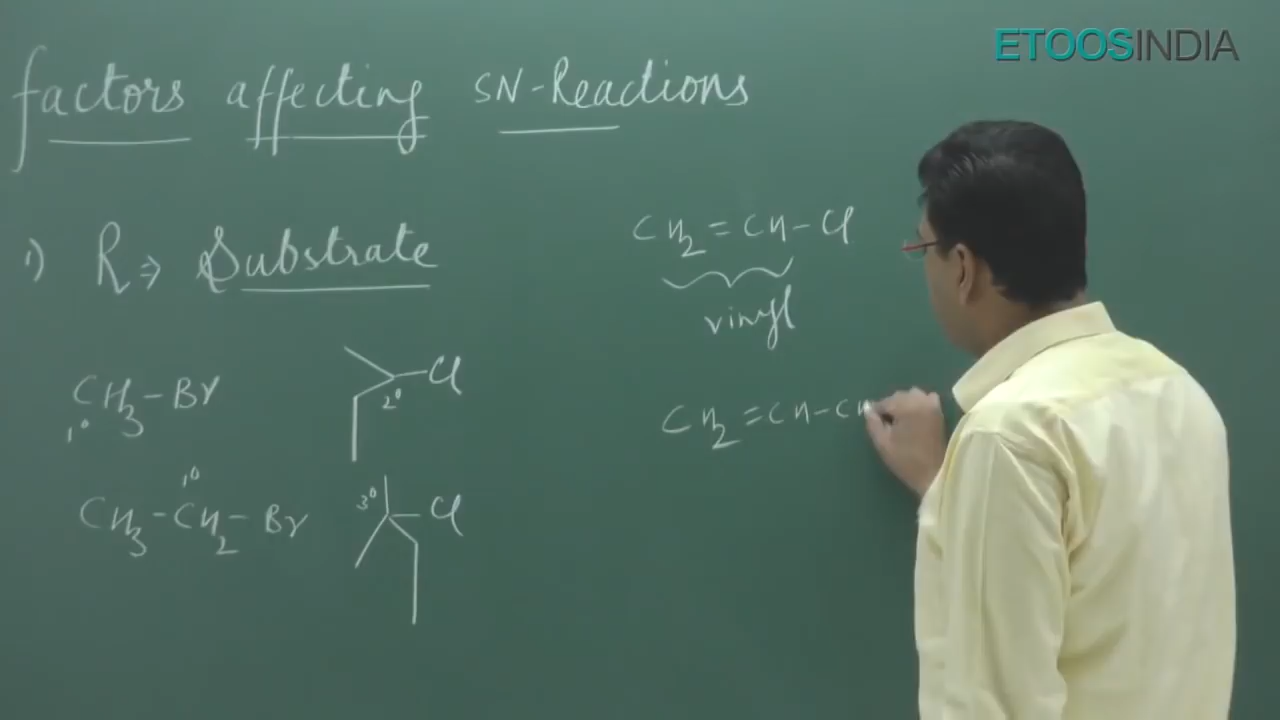 ETOOSINDIA
factors affecting SN-Reactions
1) R ⇒ Substrate
CH3-Br
1°
CH3-CH2-Br
1°
Cl
2°
3°
Cl
CH2=CH-Cl
vinyl
CH2=CH-CH